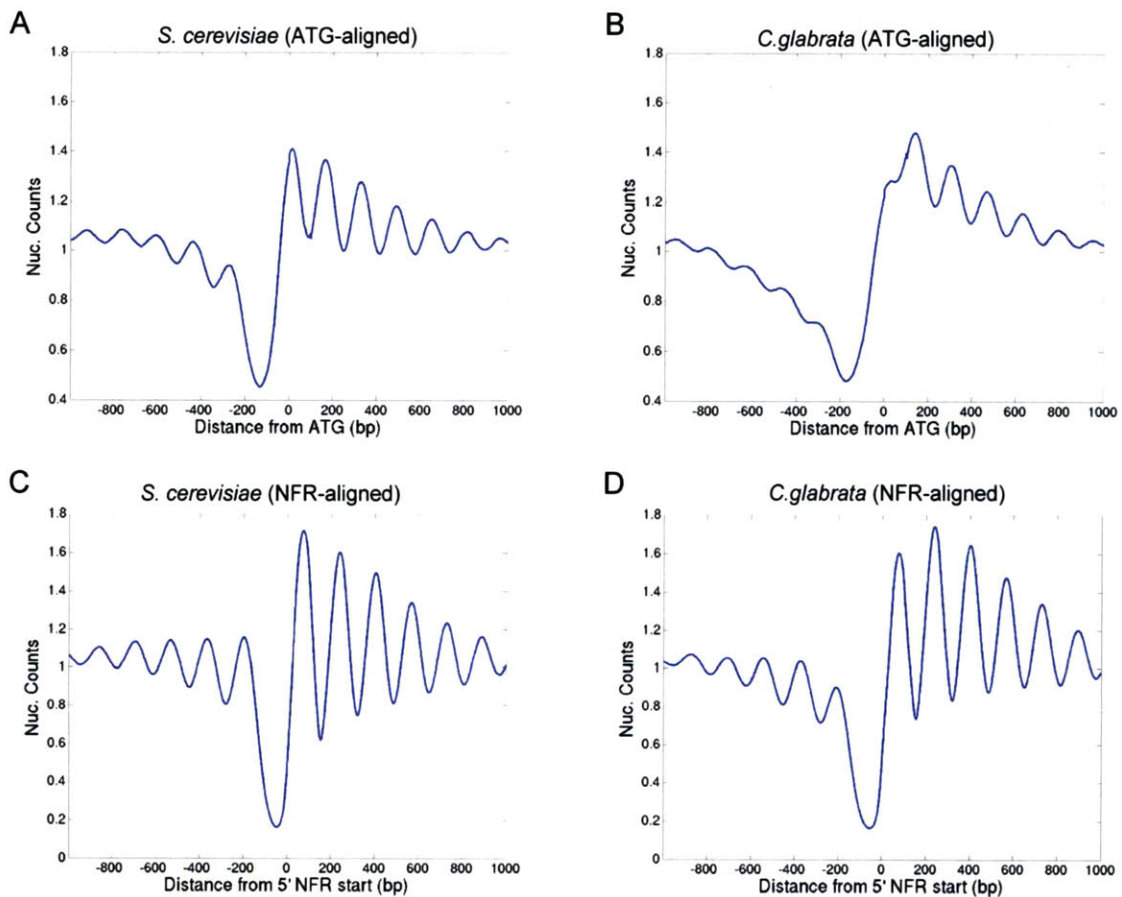 A
S. cerevisiae (ATG-aligned)
1.8
1.6
1.4
1.2
1
0.8
0.6
0.4
Nuc. Counts
-800 -600 -400 -200 0 200 400 600 800 1000
Distance from ATG (bp)
B
C.glabrata (ATG-aligned)
1.8
1.6
1.4
1.2
1
0.8
0.6
0.4
Nuc. Counts
-800 -600 -400 -200 0 200 400 600 800 1000
Distance from ATG (bp)
C
S. cerevisiae (NFR-aligned)
1.8
1.6
1.4
1.2
1
0.8
0.6
0.4
0.2
0
Nuc. Counts
-800 -600 -400 -200 0 200 400 600 800 1000
Distance from 5' NFR start (bp)
D
C.glabrata (NFR-aligned)
1.8
1.6
1.4
1.2
1
0.8
0.6
0.4
0.2
0
Nuc. Counts
-800 -600 -400 -200 0 200 400 600 800 1000
Distance from 5' NFR start (bp)